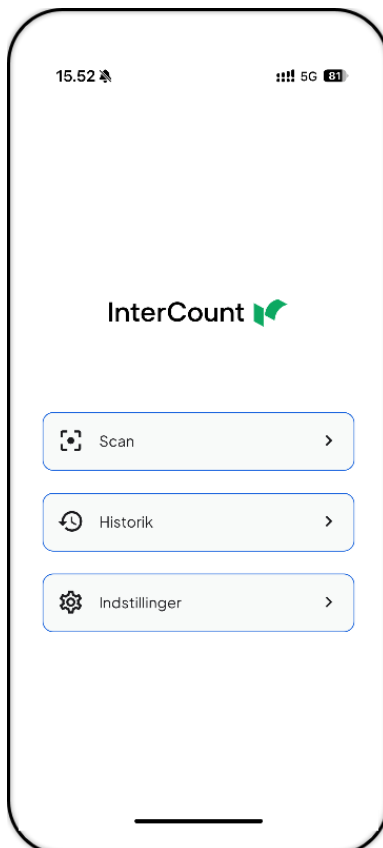 15.52 5G 81
InterCount
Scan
Historik
Indstillinger